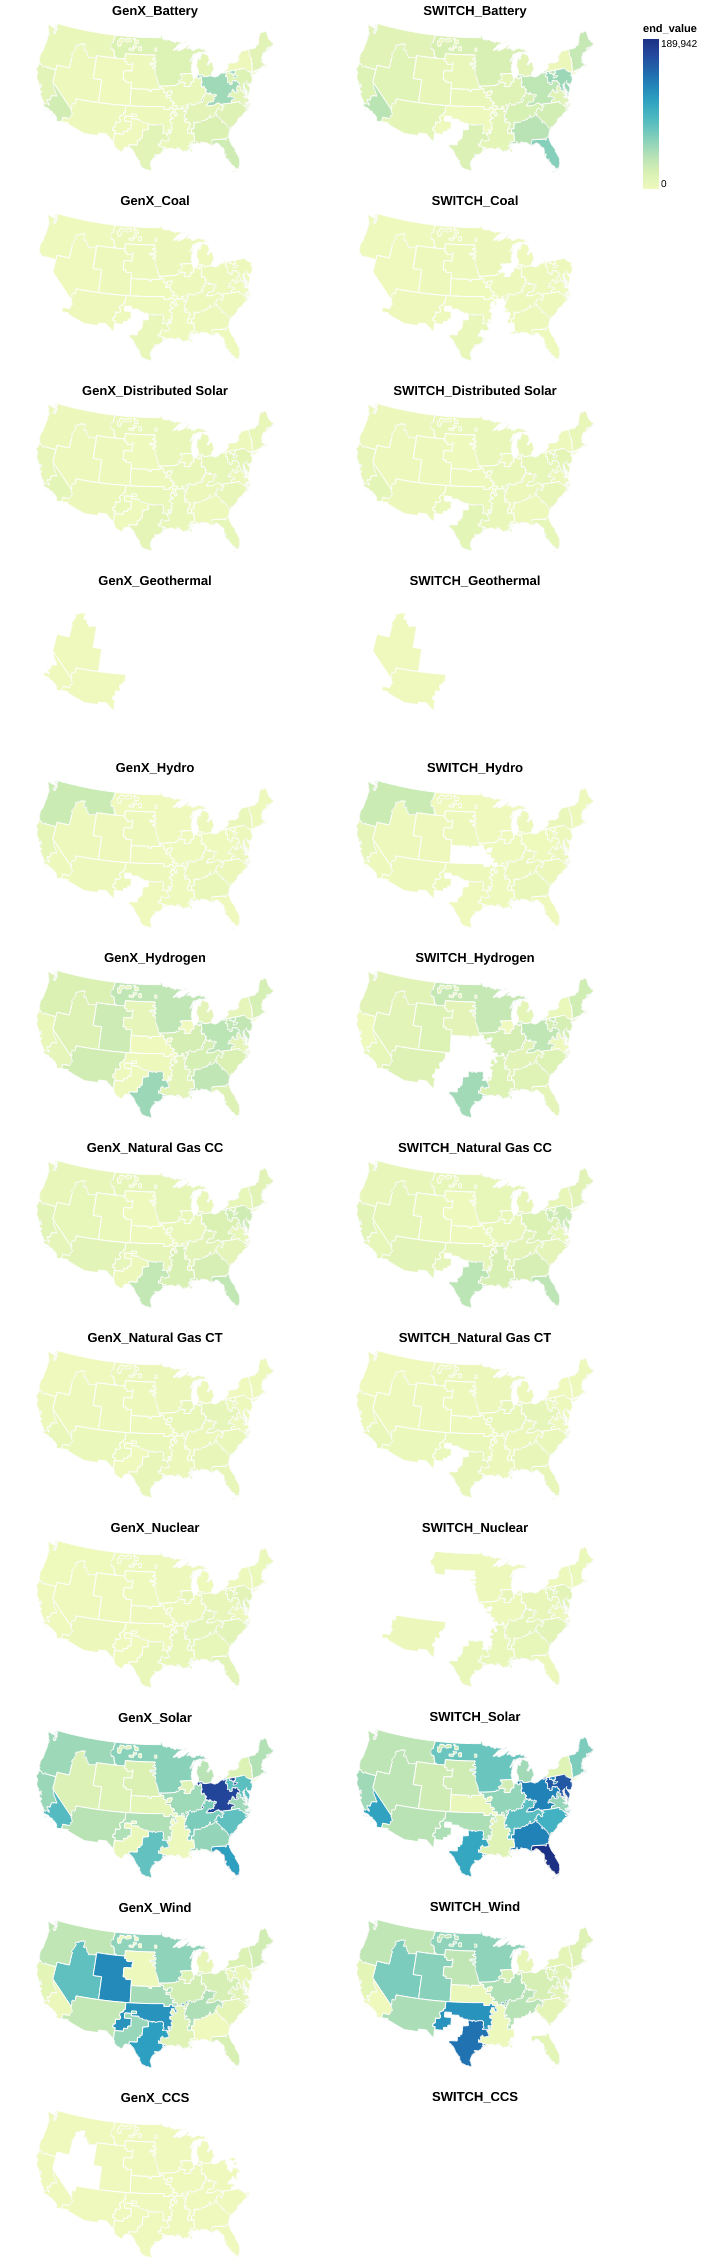 GenX_Battery
SWITCH_Battery
end_value
189,942
0
GenX_Coal
SWITCH_Coal
GenX_Distributed Solar
SWITCH_Distributed Solar
GenX_Geothermal
SWITCH_Geothermal
GenX_Hydro
SWITCH_Hydro
GenX_Hydrogen
SWITCH_Hydrogen
GenX_Natural Gas CC
SWITCH_Natural Gas CC
GenX_Natural Gas CT
SWITCH_Natural Gas CT
GenX_Nuclear
SWITCH_Nuclear
GenX_Solar
SWITCH_Solar
GenX_Wind
SWITCH_Wind
GenX_CCS
SWITCH_CCS